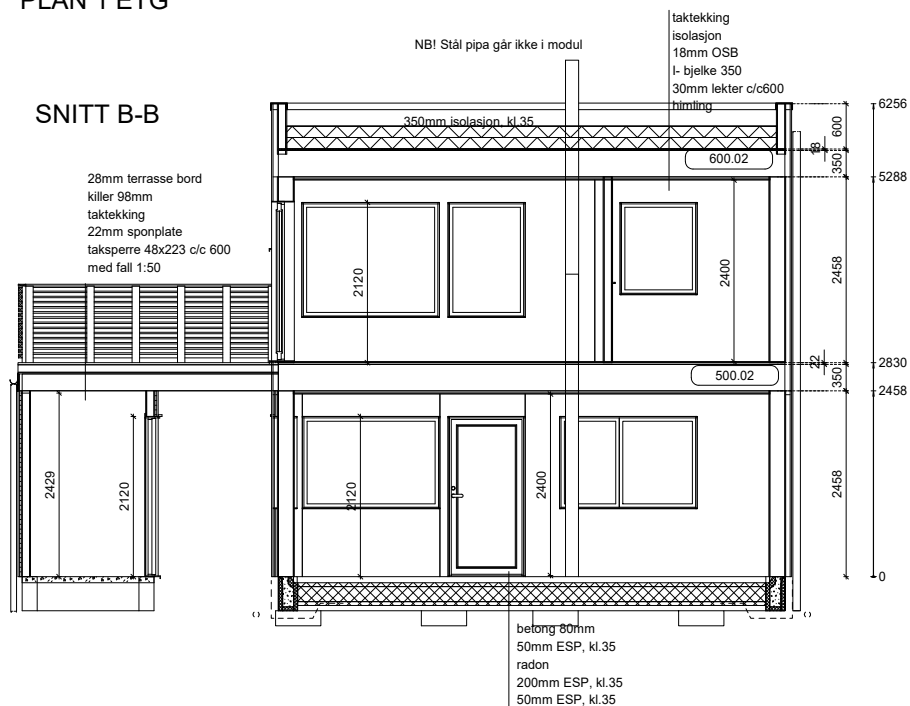 PLAN 1 ETG
NB! Stål pipa går ikke i modul
taktekking
isolasjon
18mm OSB
I- bjelke 350
30mm lekter c/c600
himling
SNITT B-B
350mm isolasjon, kl.35
600.02
28mm terrasse bord
killer 98mm
taktekking
22mm sponplate
taksperre 48x223 c/c 600
med fall 1:50
6256
600
18
350
5288
2120
2400
2458
22
2830
500.02
350
2458
2429
2120
2120
2400
2458
0
betong 80mm
50mm ESP, kl.35
radon
200mm ESP, kl.35
50mm ESP, kl.35